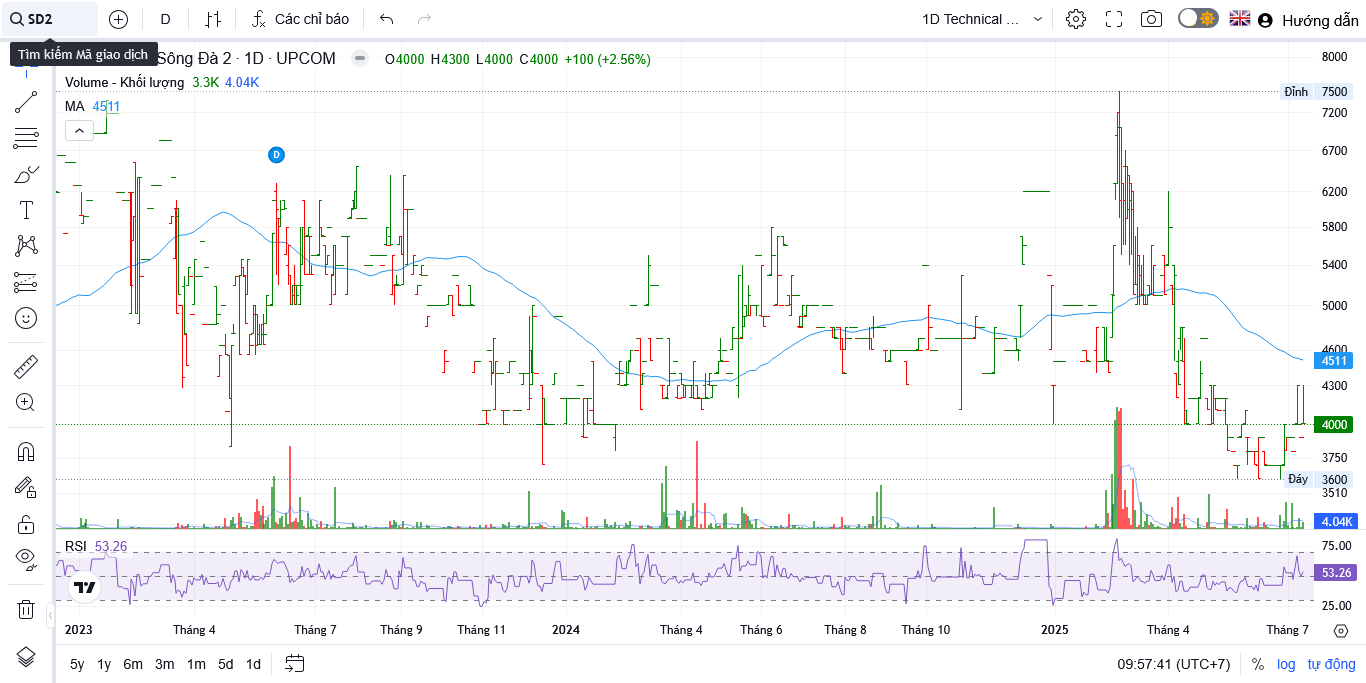 SD2
D
Các chỉ báo
1D Technical ...
Hướng dẫn
Tìm kiếm Mã giao dịch
Sông Đà 2 · 1D · UPCOM
O4000 H4300 L4000 C4000 +100 (+2.56%)
Volume - Khối lượng 3.3K 4.04K
MA 4511
D
8000
Đỉnh 7500
7200
6700
6200
5800
5400
5000
4600
4511
4300
4000
3750
Đáy 3600
3510
4.04K
RSI 53.26
75.00
53.26
25.00
2023 Tháng 4 Tháng 7 Tháng 9 Tháng 11 2024 Tháng 4 Tháng 6 Tháng 8 Tháng 10 2025 Tháng 4 Tháng 7
5y 1y 6m 3m 1m 5d 1d
09:57:41 (UTC+7) % log tự động